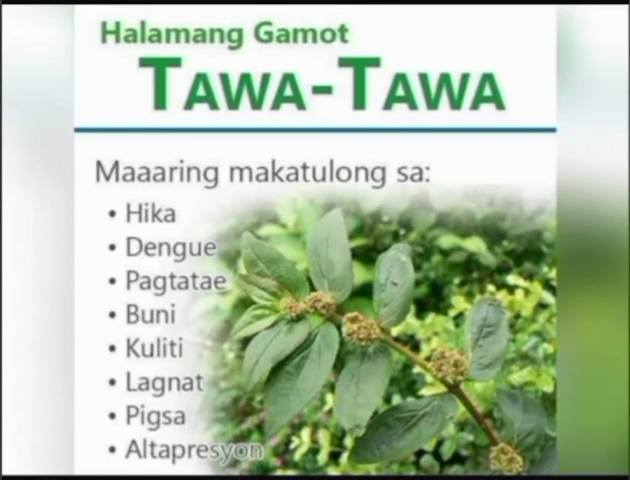 Halamang Gamot
TAWA-TAWA
Maaaring makatulong sa:
• Hika
• Dengue
• Pagtatae
• Buni
• Kuliti
• Lagnat
• Pigsa
• Altapresyon